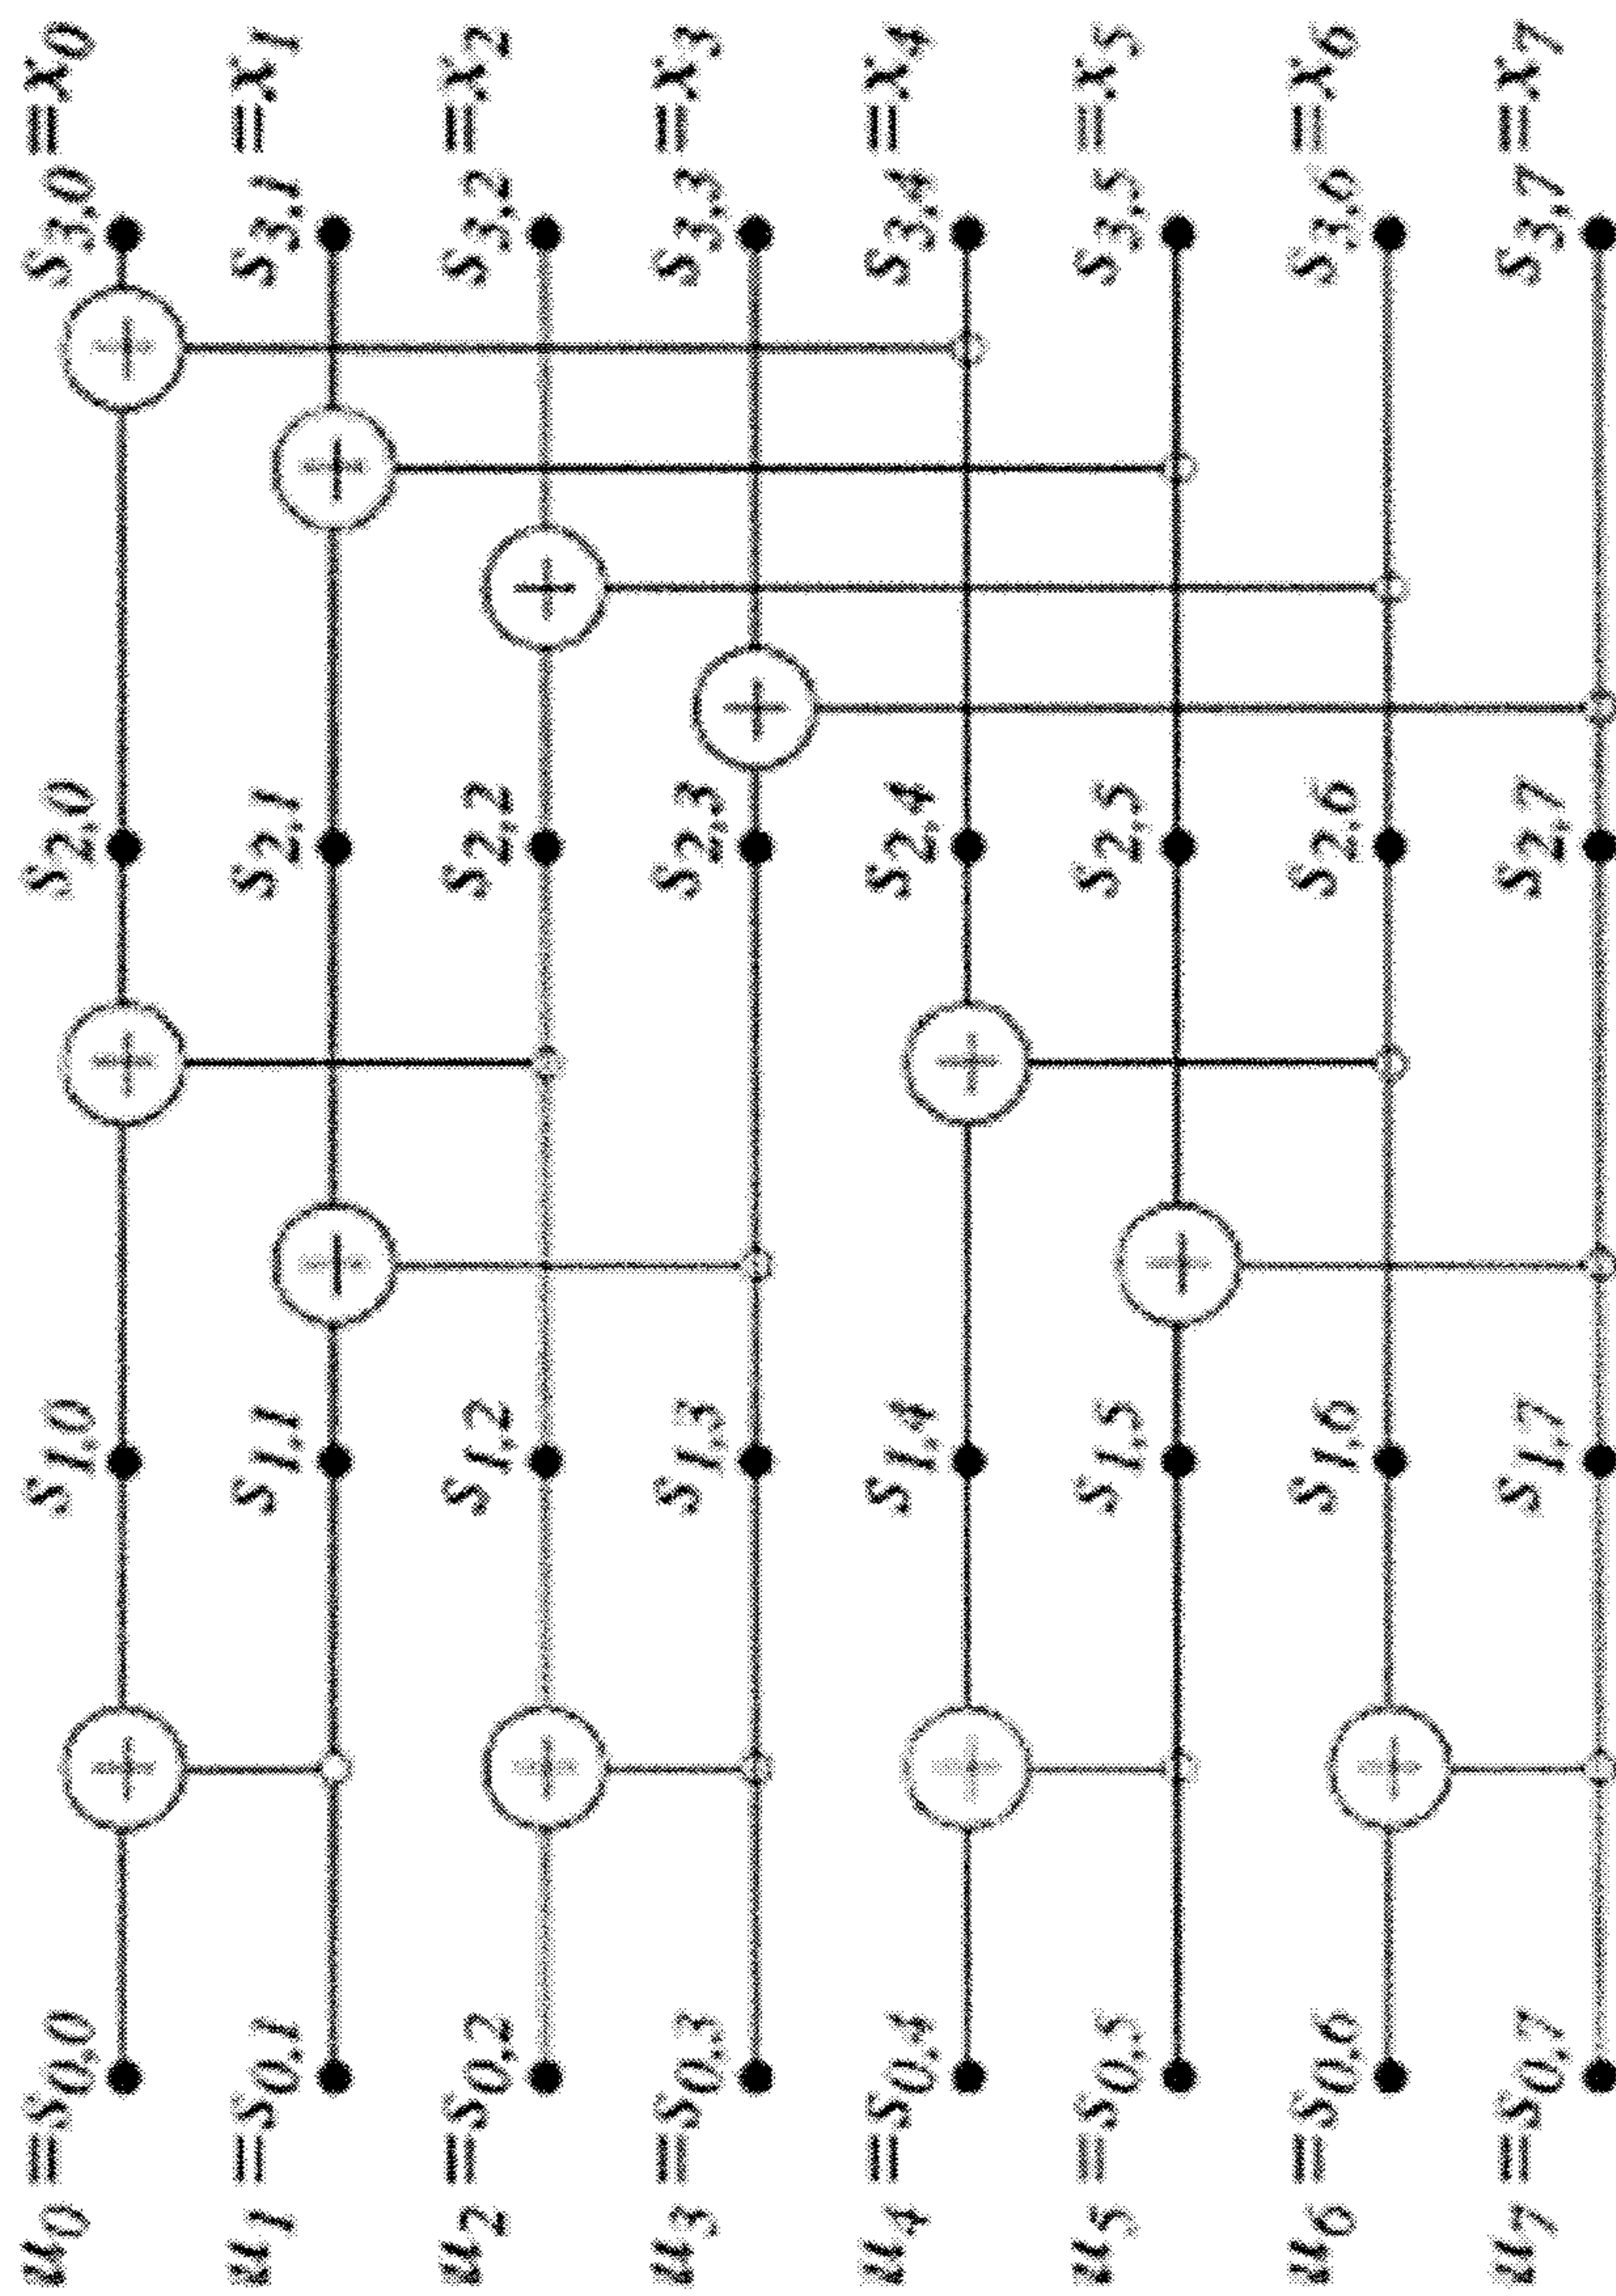 u0 =s0,0 s1,0 s2,0 s3,0 =x0
u1 =s0,1 s1,1 s2,1 s3,1 =x1
u2 =s0,2 s1,2 s2,2 s3,2 =x2
u3 =s0,3 s1,3 s2,3 s3,3 =x3
u4 =s0,4 s1,4 s2,4 s3,4 =x4
u5 =s0,5 s1,5 s2,5 s3,5 =x5
u6 =s0,6 s1,6 s2,6 s3,6 =x6
u7 =s0,7 s1,7 s2,7 s3,7 =x7